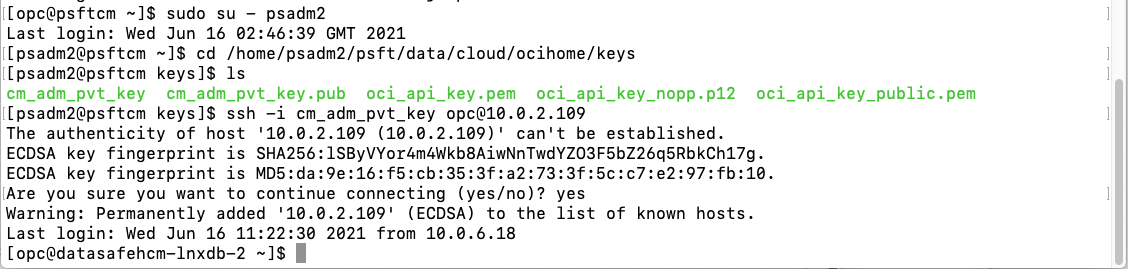 [opc@psftcm ~]$ sudo su - psadm2
Last login: Wed Jun 16 02:46:39 GMT 2021
[psadm2@psftcm ~]$ cd /home/psadm2/psft/data/cloud/ocihome/keys
[psadm2@psftcm keys]$ ls
cm_adm_pvt_key  cm_adm_pvt_key.pub  oci_api_key.pem  oci_api_key_nopp.p12  oci_api_key_public.pem
[psadm2@psftcm keys]$ ssh -i cm_adm_pvt_key opc@10.0.2.109
The authenticity of host '10.0.2.109 (10.0.2.109)' can't be established.
ECDSA key fingerprint is SHA256:lSByVYor4m4Wkb8AiwNnTwdYZO3F5bZ26q5RbkCh17g.
ECDSA key fingerprint is MD5:da:9e:16:f5:cb:35:3f:a2:73:3f:5c:c7:e2:97:fb:10.
Are you sure you want to continue connecting (yes/no)? yes
Warning: Permanently added '10.0.2.109' (ECDSA) to the list of known hosts.
Last login: Wed Jun 16 11:22:30 2021 from 10.0.6.18
[opc@datasafehcm-lnxdb-2 ~]$